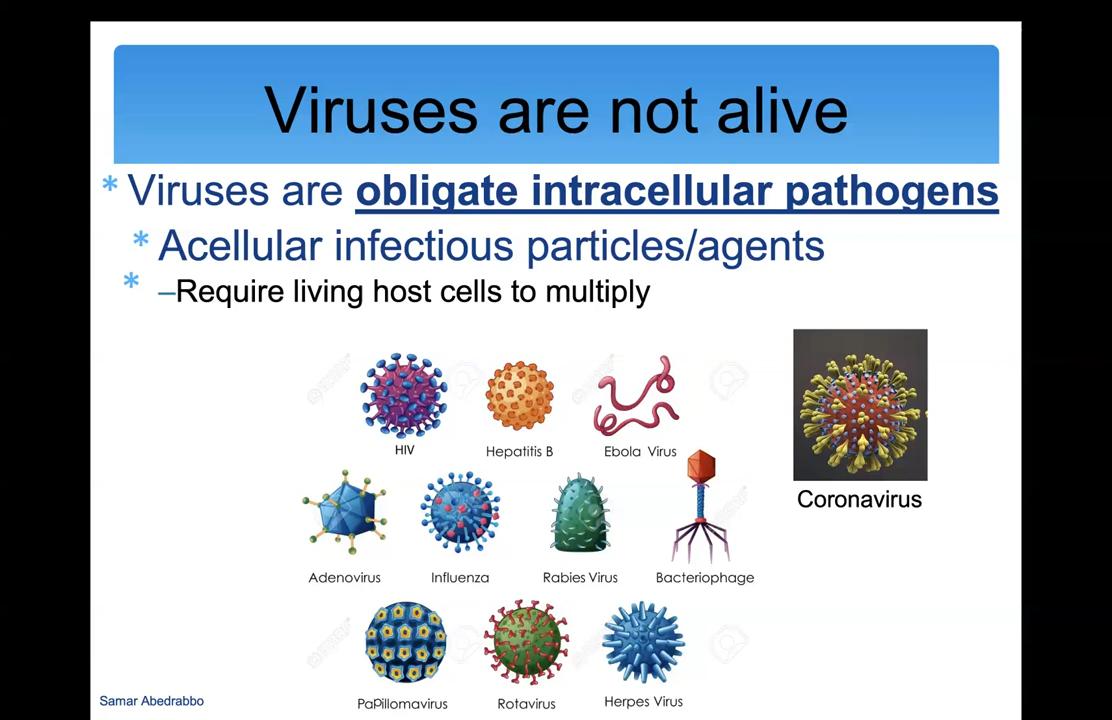 Viruses are not alive
* Viruses are obligate intracellular pathogens
* Acellular infectious particles/agents
* –Require living host cells to multiply
HIV
Hepatitis B
Ebola Virus
Coronavirus
Adenovirus
Influenza
Rabies Virus
Bacteriophage
PaPillomavirus
Rotavirus
Herpes Virus
Samar Abedrabbo